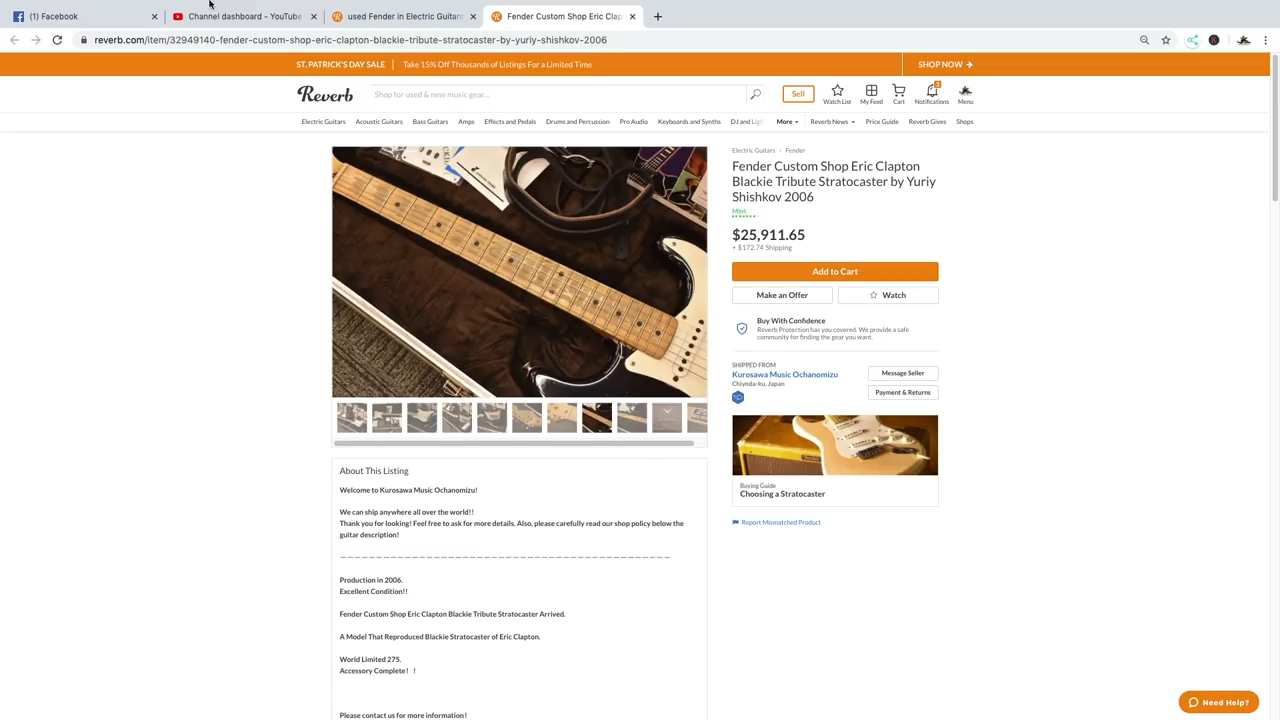 (1) Facebook
Channel dashboard - YouTube
used Fender in Electric Guitars
Fender Custom Shop Eric Clap
reverb.com/item/32949140-fender-custom-shop-eric-clapton-blackie-tribute-stratocaster-by-yuriy-shishkov-2006
ST. PATRICK'S DAY SALE Take 15% Off Thousands of Listings For a Limited Time SHOP NOW
Reverb
Shop for used & new music gear...
Sell
Watch List My Feed Cart Notifications Menu
Electric Guitars Acoustic Guitars Bass Guitars Amps Effects and Pedals Drums and Percussion Pro Audio Keyboards and Synths DJ and Ligh More Reverb News Price Guide Reverb Gives Shops
Electric Guitars > Fender
Fender Custom Shop Eric Clapton
Blackie Tribute Stratocaster by Yuriy
Shishkov 2006
Mint
$25,911.65
+ $172.74 Shipping
Add to Cart
Make an Offer
Watch
Buy With Confidence
Reverb Protection has you covered. We provide a safe
community for finding the gear you want.
SHIPPED FROM
Kurosawa Music Ochanomizu
Chiyoda-ku, Japan
Message Seller
Payment & Returns
Buying Guide
Choosing a Stratocaster
Report Mismatched Product
About This Listing
Welcome to Kurosawa Music Ochanomizu!
We can ship anywhere all over the world!!
Thank you for looking! Feel free to ask for more details. Also, please carefully read our shop policy below the
guitar description!
Production in 2006.
Excellent Condition!!
Fender Custom Shop Eric Clapton Blackie Tribute Stratocaster Arrived.
A Model That Reproduced Blackie Stratocaster of Eric Clapton.
World Limited 275.
Accessory Complete！！
Please contact us for more information!
Need Help?